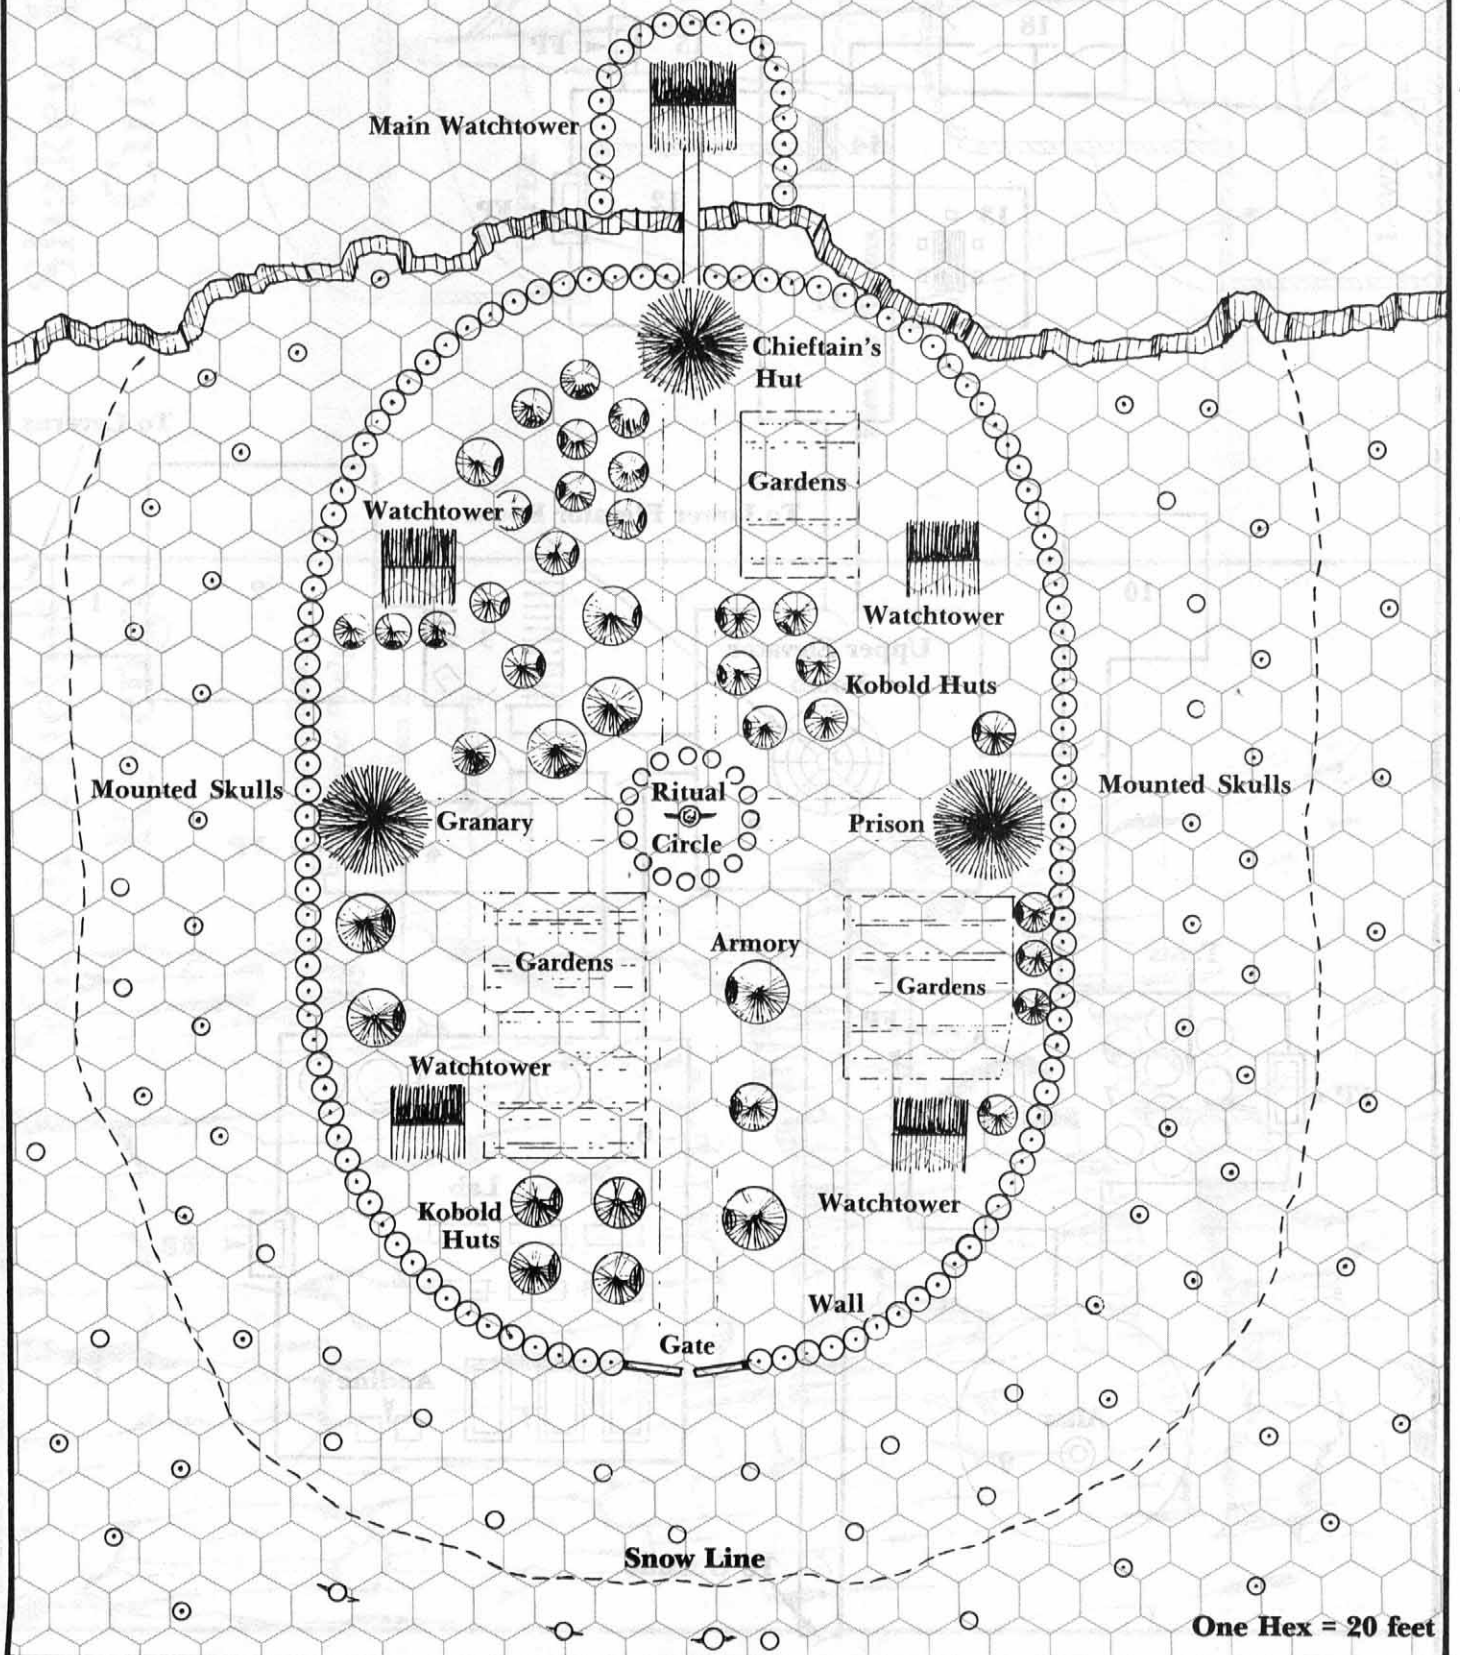 Main Watchtower
Chieftain's
Hut
Gardens
Watchtower
Watchtower
Kobold Huts
Mounted Skulls
Granary
Ritual
Circle
Prison
Mounted Skulls
Armory
Gardens
Gardens
Watchtower
Kobold
Huts
Watchtower
Wall
Gate
Snow Line
One Hex = 20 feet